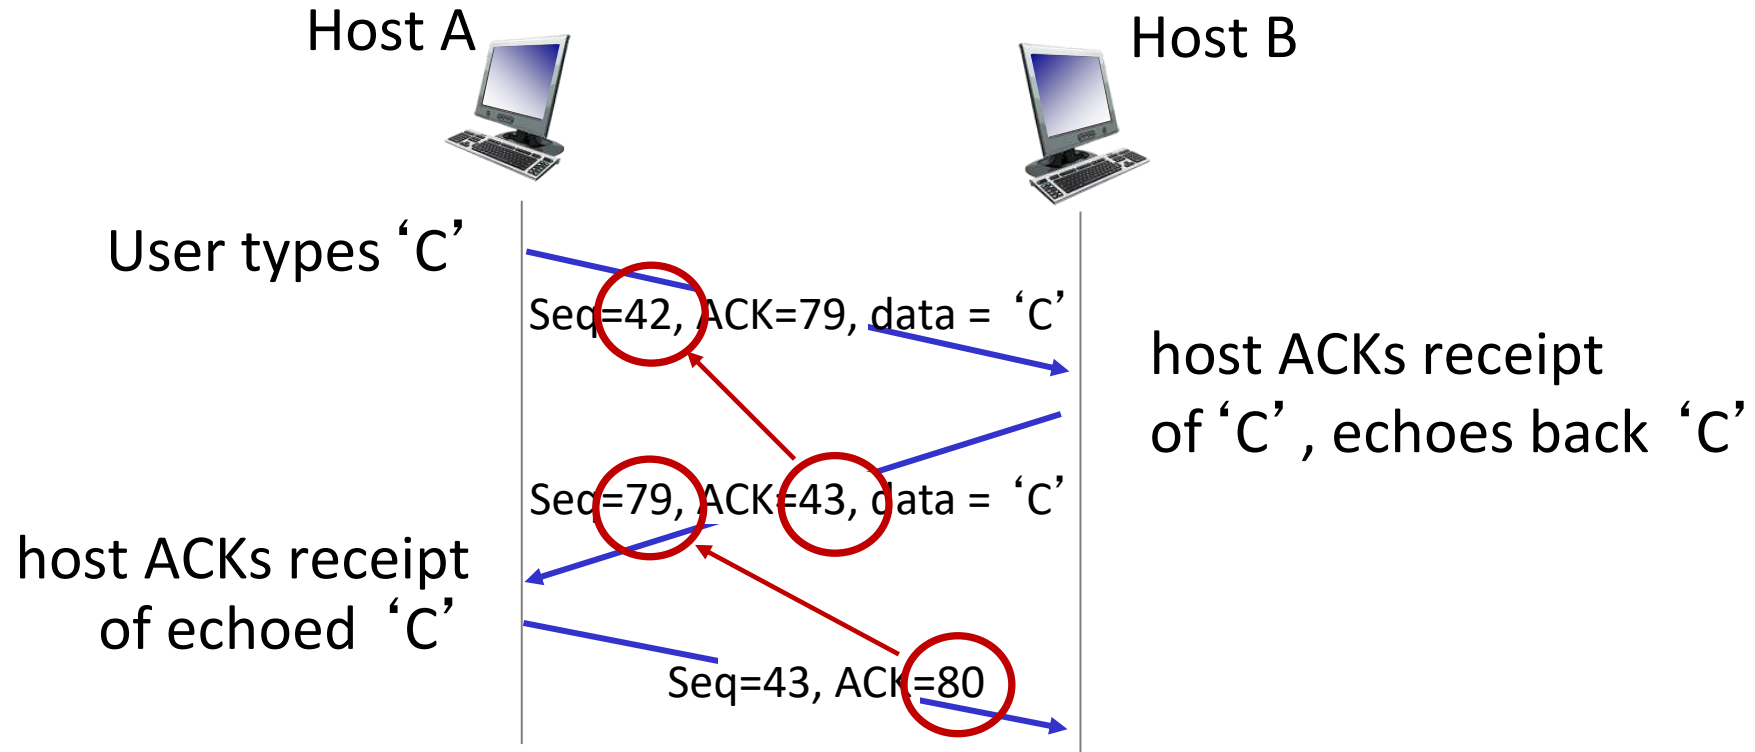 Host A
Host B
User types ‘C’
Seq=42, ACK=79, data = ‘C’
host ACKs receipt
of ‘C’, echoes back ‘C’
Seq=79, ACK=43, data = ‘C’
host ACKs receipt
of echoed ‘C’
Seq=43, ACK=80